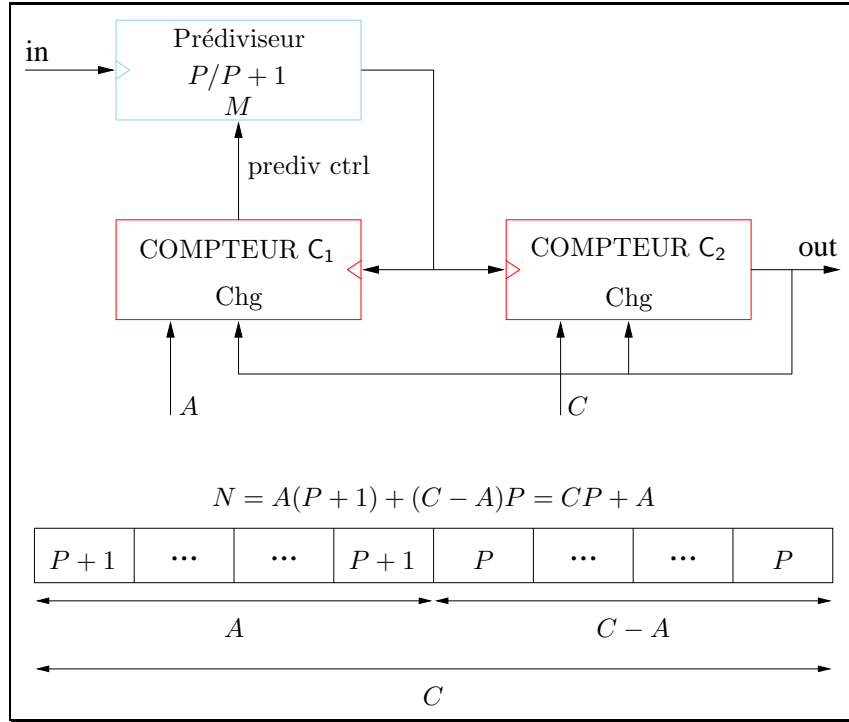 in
Prédiviseur
P/P + 1
M
prediv ctrl
COMPTEUR C₁
Chg
COMPTEUR C₂
Chg
out
A
C
N = A(P + 1) + (C − A)P = CP + A
P + 1 ... ... P + 1 P ... ... P
A
C − A
C